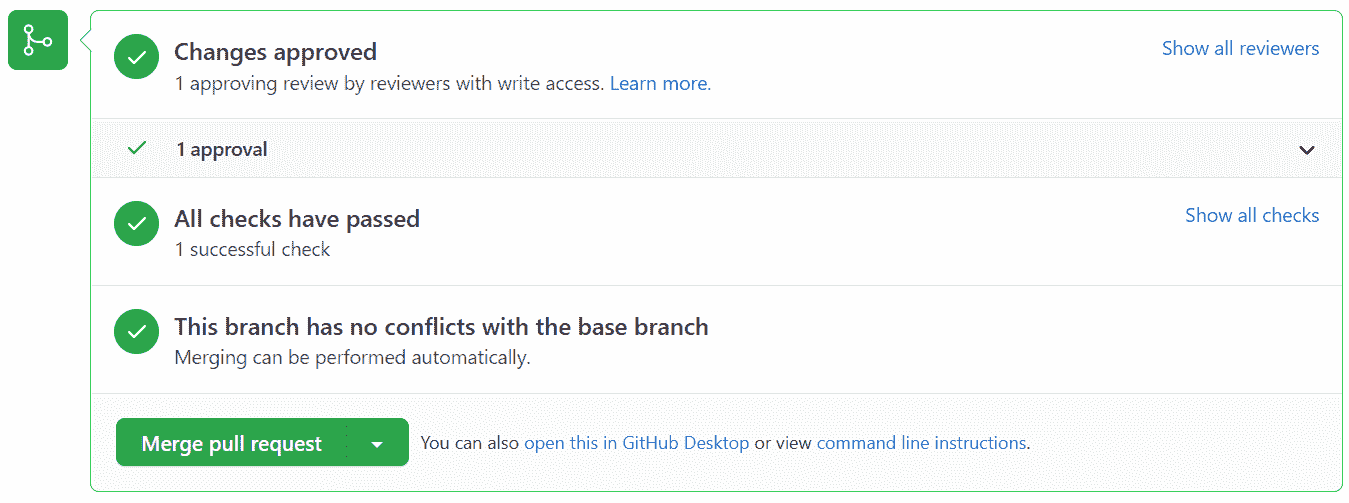 Changes approved
Show all reviewers
1 approving review by reviewers with write access. Learn more.
1 approval
All checks have passed
Show all checks
1 successful check
This branch has no conflicts with the base branch
Merging can be performed automatically.
Merge pull request
You can also open this in GitHub Desktop or view command line instructions.